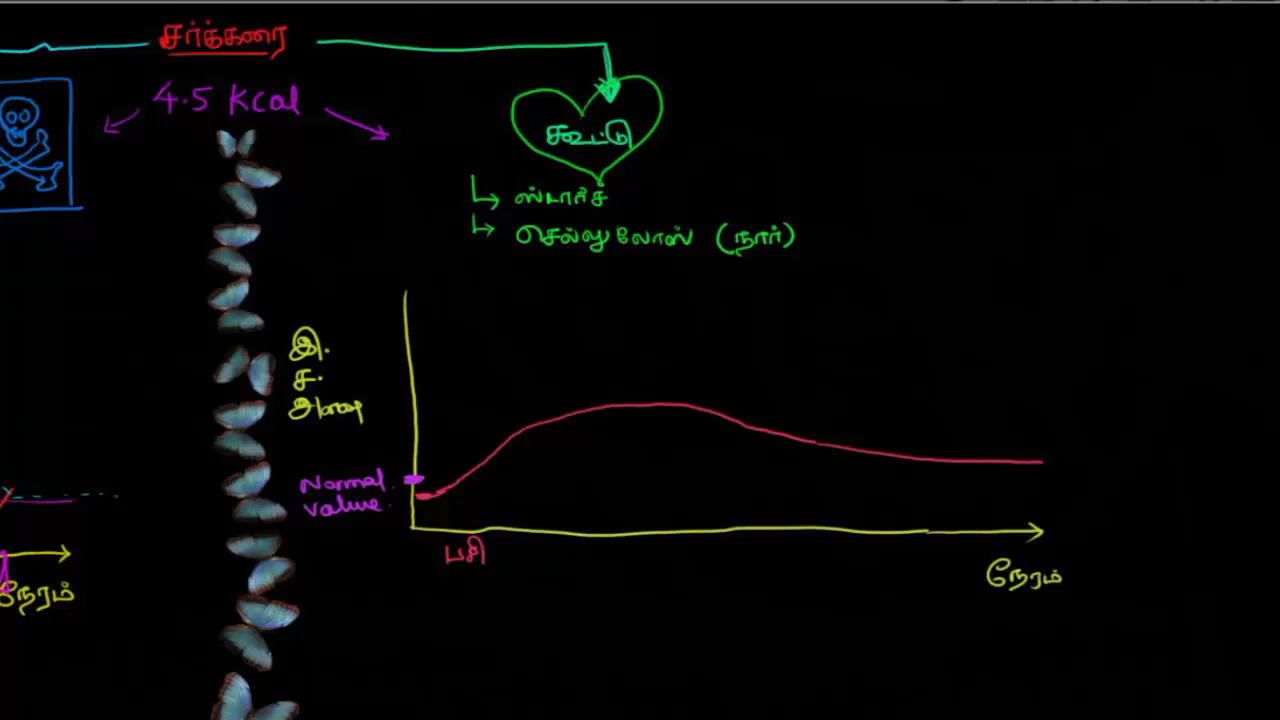 சர்க்கரை
4.5 Kcal
கூட்டு
ஸ்டார்ச்
செல்லுலோஸ் (நார்)
இ.
ச.
அளவு
Normal
value
பசி
நேரம்
நேரம்